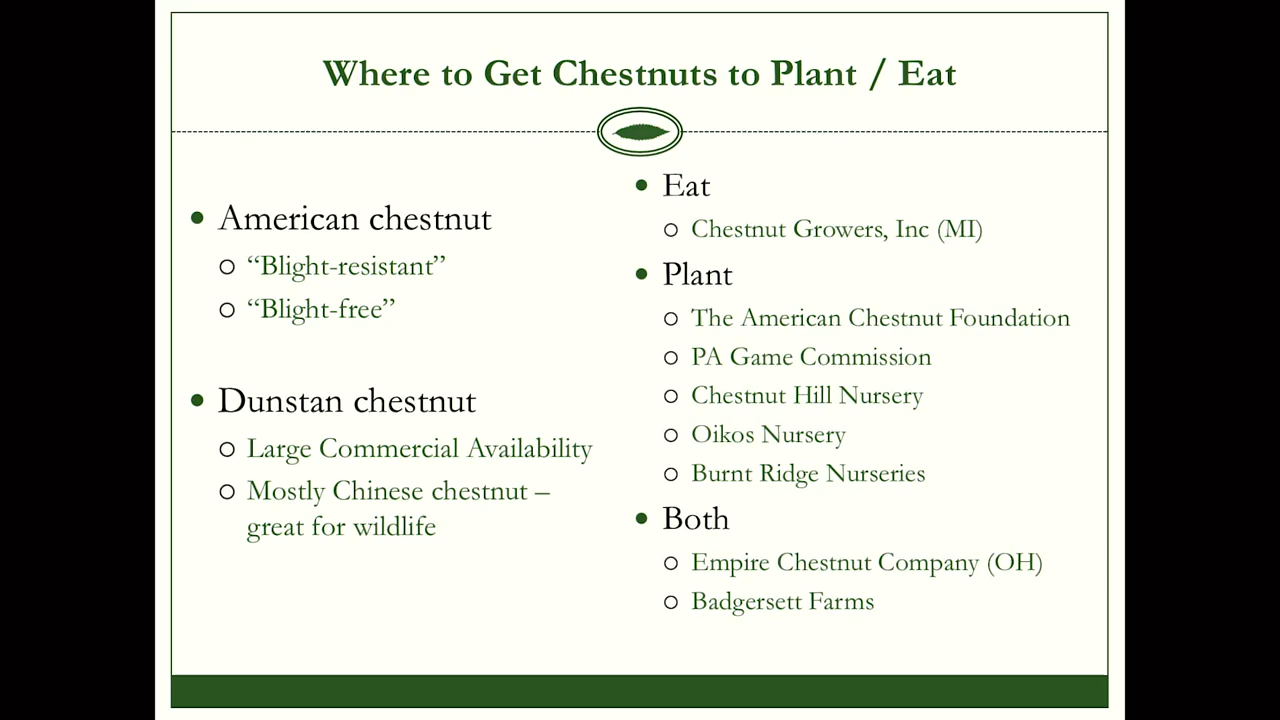 Where to Get Chestnuts to Plant / Eat
American chestnut
“Blight-resistant”
“Blight-free”
Dunstan chestnut
Large Commercial Availability
Mostly Chinese chestnut –
great for wildlife
Eat
Chestnut Growers, Inc (MI)
Plant
The American Chestnut Foundation
PA Game Commission
Chestnut Hill Nursery
Oikos Nursery
Burnt Ridge Nurseries
Both
Empire Chestnut Company (OH)
Badgersett Farms